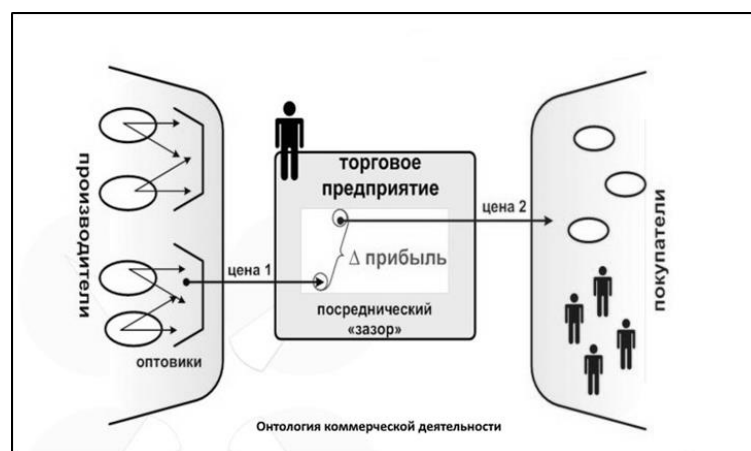 производители
оптовики
цена 1
торговое
предприятие
Δ прибыль
посреднический
«зазор»
цена 2
покупатели
Онтология коммерческой деятельности